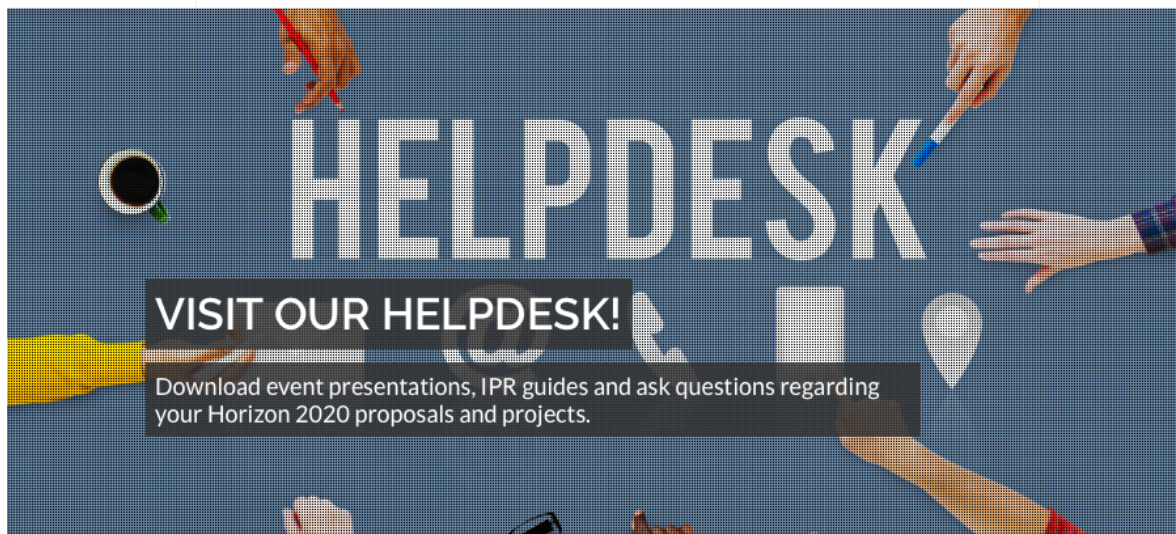 HELPDESK
VISIT OUR HELPDESK!
@
Download event presentations, IPR guides and ask questions regarding
your Horizon 2020 proposals and projects.